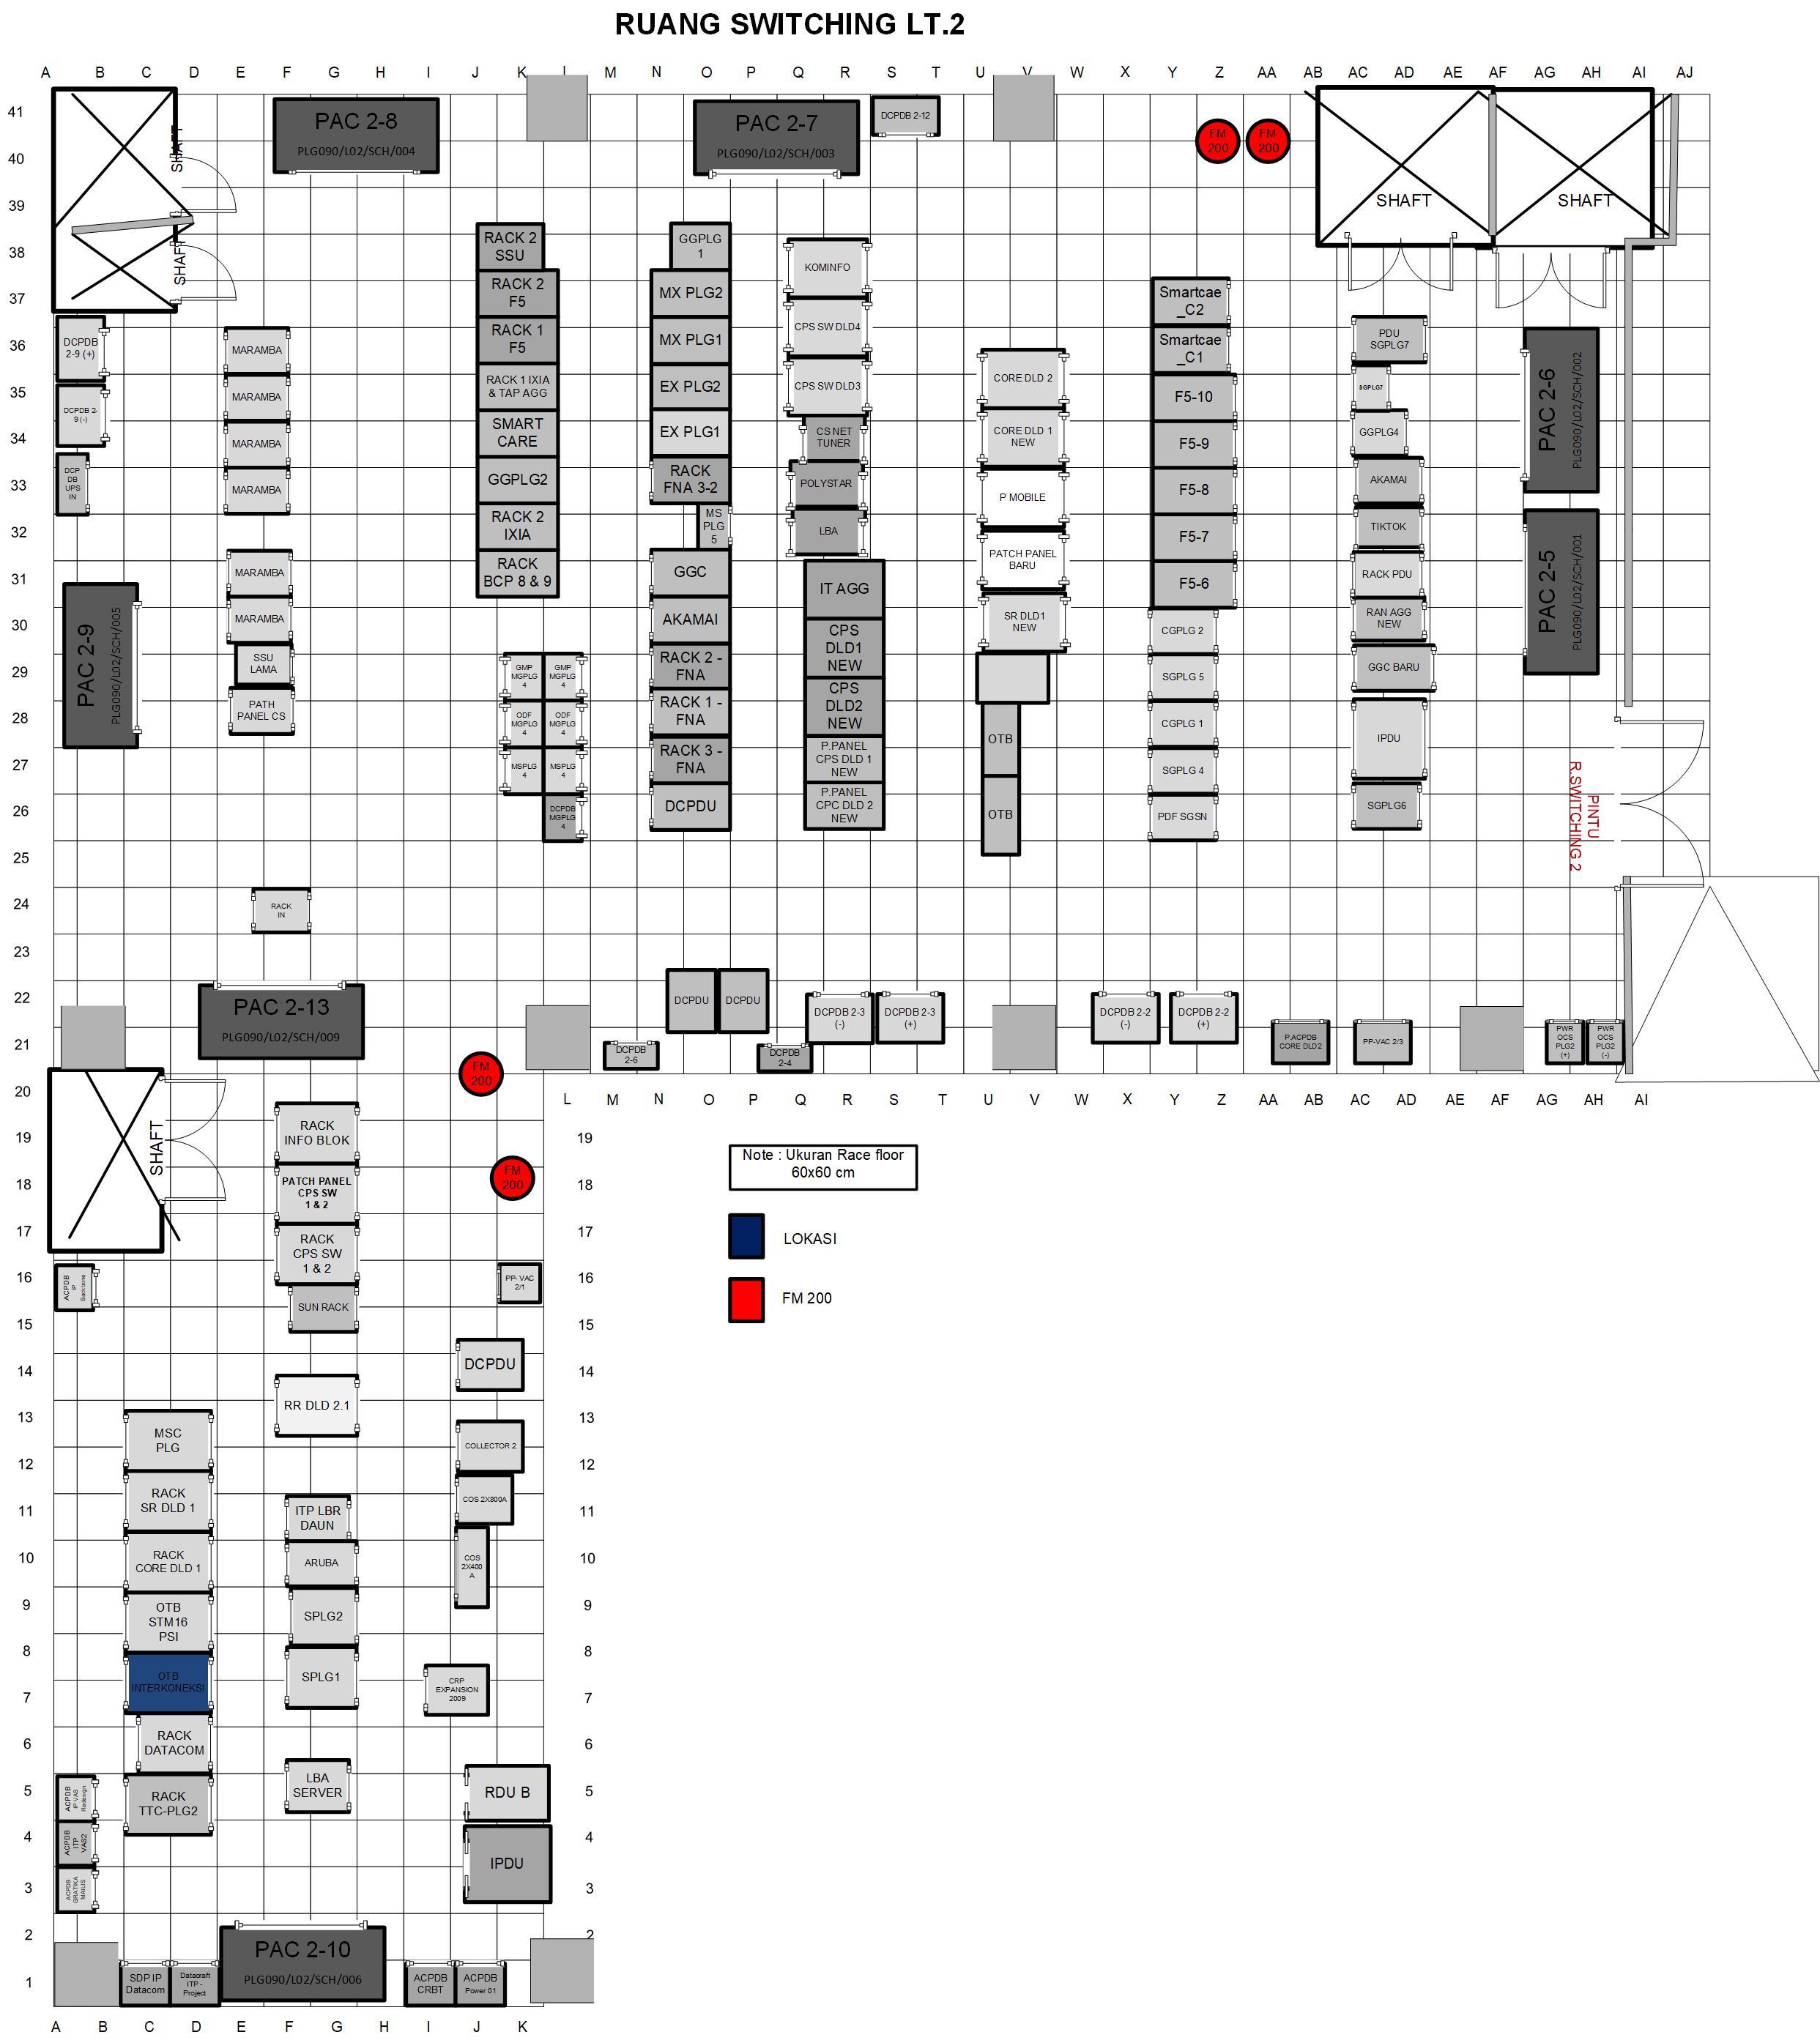 RUANG SWITCHING LT.2
A B C D E F G H I J K L M N O P Q R S T U V W X Y Z AA AB AC AD AE AF AG AH AI AJ
41
40
39
38
37
36
35
34
33
32
31
30
29
28
27
26
25
24
23
22
21
20
19
18
17
16
15
14
13
12
11
10
9
8
7
6
5
4
3
2
1
SHAFT
SHAFT
PAC 2-8
PLG090/L02/SCH/004
PAC 2-7
PLG090/L02/SCH/003
DCPDB 2-12
FM
200
FM
200
SHAFT
SHAFT
DCPDB
2-9 (+)
DCPDB 2-
9 (-)
DCP
DB
UPS
IN
PAC 2-9
PLG090/L02/SCH/005
MARAMBA
MARAMBA
MARAMBA
MARAMBA
MARAMBA
MARAMBA
SSU
LAMA
PATH
PANEL CS
RACK
IN
RACK 2
SSU
RACK 2
F5
RACK 1
F5
RACK 1 IXIA
& TAP AGG
SMART
CARE
GGPLG2
RACK 2
IXIA
RACK
BCP 8 & 9
GMP
MGPLG
4
GMP
MGPLG
4
ODF
MGPLG
4
ODF
MGPLG
4
MSPLG
4
MSPLG
4
DCPDB
MGPLG
4
GGPLG
1
MX PLG2
MX PLG1
EX PLG2
EX PLG1
RACK
FNA 3-2
MS
PLG
5
GGC
AKAMAI
RACK 2 -
FNA
RACK 1 -
FNA
RACK 3 -
FNA
DCPDU
KOMINFO
CPS SW DLD4
CPS SW DLD3
CS NET
TUNER
POLYSTAR
LBA
IT AGG
CPS
DLD1
NEW
CPS
DLD2
NEW
P.PANEL
CPS DLD 1
NEW
P.PANEL
CPC DLD 2
NEW
CORE DLD 2
CORE DLD 1
NEW
P MOBILE
PATCH PANEL
BARU
SR DLD1
NEW
OTB
OTB
Smartcae
_C2
Smartcae
_C1
F5-10
F5-9
F5-8
F5-7
F5-6
CGPLG 2
SGPLG 5
CGPLG 1
SGPLG 4
PDF SGSN
PDU
SGPLG7
SGPLG7
GGPLG4
AKAMAI
TIKTOK
RACK PDU
RAN AGG
NEW
GGC BARU
IPDU
SGPLG6
PAC 2-6
PLG090/L02/SCH/002
PAC 2-5
PLG090/L02/SCH/001
PINTU
R.SWITCHING 2
PAC 2-13
PLG090/L02/SCH/009
DCPDU
DCPDU
DCPDB
2-6
DCPDB
2-4
DCPDB 2-3
(-)
DCPDB 2-3
(+)
DCPDB 2-2
(-)
DCPDB 2-2
(+)
P.ACPDB
CORE DLD2
PP-VAC 2/3
PWR
OCS
PLG2
(+)
PWR
OCS
PLG2
(-)
L M N O P Q R S T U V W X Y Z AA AB AC AD AE AF AG AH AI
FM
200
FM
200
SHAFT
RACK
INFO BLOK
PATCH PANEL
CPS SW
1 & 2
RACK
CPS SW
1 & 2
SUN RACK
RR DLD 2.1
ITP LBR
DAUN
ARUBA
SPLG2
SPLG1
LBA
SERVER
ACPDB
IP
Backbone
MSC
PLG
RACK
SR DLD 1
RACK
CORE DLD 1
OTB
STM16
PSI
OTB
INTERKONEKSI
RACK
DATACOM
RACK
TTC-PLG2
ACPDB
IP VAS
Redesign
ACPDB
ITP
VAS2
ACPDB
GRATIKA
MAILIS
PP- VAC
2/1
DCPDU
COLLECTOR 2
COS 2X800A
COS
2X400
A
CRP
EXPANSION
2009
RDU B
IPDU
19
18
17
16
15
14
13
12
11
10
9
8
7
6
5
4
3
2
Note : Ukuran Race floor
60x60 cm
LOKASI
FM 200
SDP IP
Datacom
Datacraft
ITP -
Project
PAC 2-10
PLG090/L02/SCH/006
ACPDB
CRBT
ACPDB
Power 01
A B C D E F G H I J K